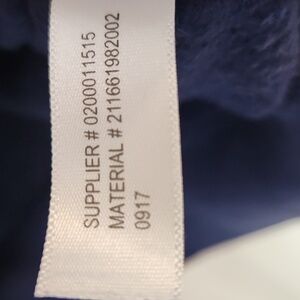 SUPPLIER # 0200011515
MATERIAL # 211661982002
0917